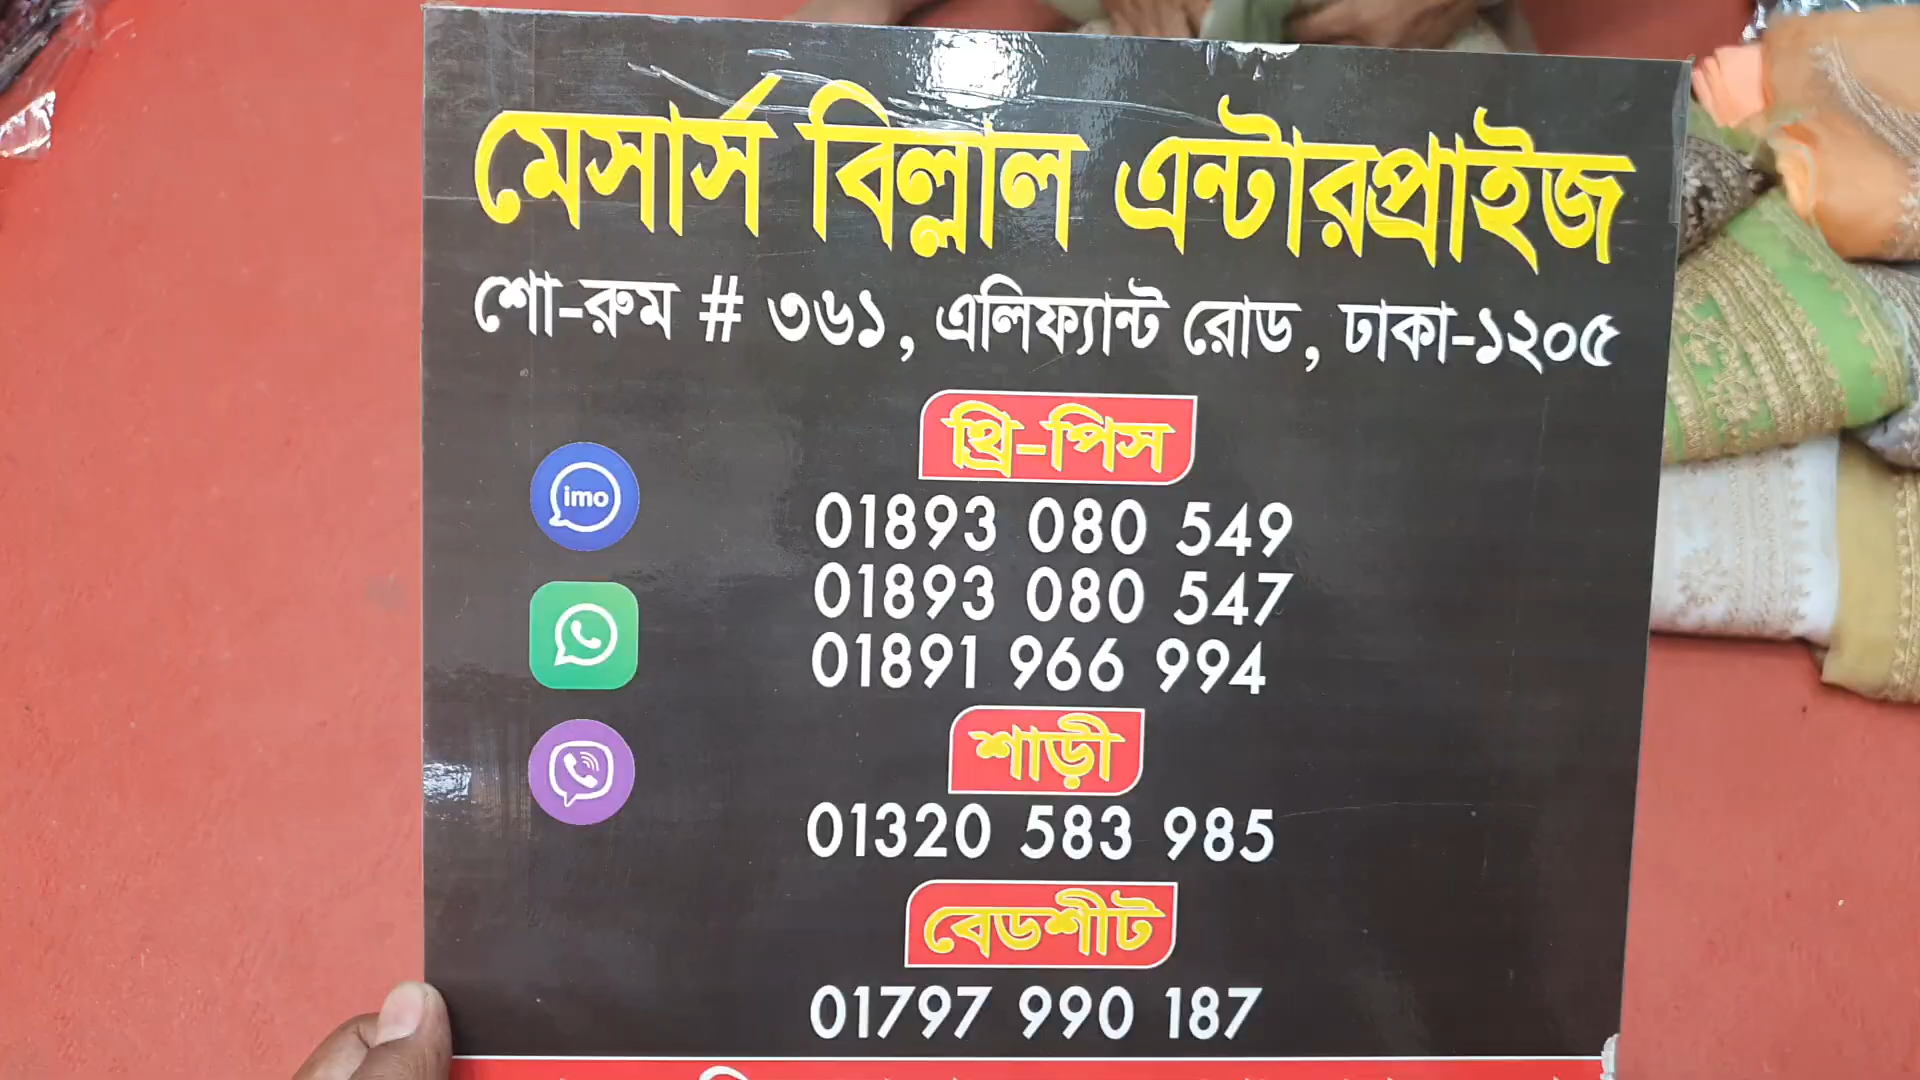 মেসার্স বিল্লাল এন্টারপ্রাইজ
শো-রুম # ৩৬১, এলিফ্যান্ট রোড, ঢাকা-১২০৫
থ্রি-পিস
imo
01893 080 549
01893 080 547
01891 966 994
শাড়ী
01320 583 985
বেডশীট
01797 990 187